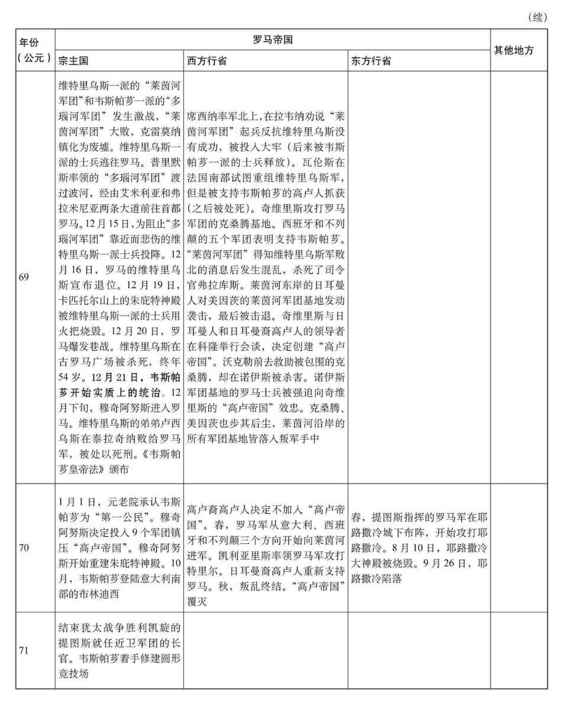 （续）
年份
（公元）
罗马帝国
其他地方
宗主国
西方行省
东方行省
69
维特里乌斯一派的“莱茵河
军团”和韦斯帕芗一派的“多
瑙河军团”发生激战，“莱
茵河军团”大败，克雷莫纳
镇化为废墟。维特里乌斯一
派的士兵逃往罗马。普里默
斯率领的“多瑙河军团”渡
过波河，经由艾米利亚和弗
拉米尼亚两条大道前往首都
罗马。12月15日，为阻止“多
瑙河军团”靠近而悲伤的维
特里乌斯一派士兵投降。12
月16日，罗马的维特里乌
斯宣布退位。12月19日，
卡匹托尔山上的朱庇特神殿
被维特里乌斯一派的士兵用
火把烧毁。12月20日，罗
马爆发巷战。维特里乌斯在
古罗马广场被杀死，终年
54岁。12月21日，韦斯帕
芗开始实质上的统治。12
月下旬，穆奇阿努斯进入罗
马。维特里乌斯的弟弟卢西
乌斯在泰拉奇纳败给罗马
军，被处以死刑。《韦斯帕
芗皇帝法》颁布
席西纳率军北上，在拉韦纳劝说“莱
茵河军团”起兵反抗维特里乌斯没
有成功，被投入大牢（后来被韦斯
帕芗一派的士兵释放）。瓦伦斯在
法国南部试图重组维特里乌斯军，
但是被支持韦斯帕芗的高卢人抓获
（之后被处死）。奇维里斯攻打罗马
军团的克桑腾基地。西班牙和不列
颠的五个军团表明支持韦斯帕芗。
“莱茵河军团”得知维特里乌斯军败
北的消息后发生混乱，杀死了司令
官弗拉库斯。莱茵河东岸的日耳曼
人对美因茨的莱茵河军团基地发动
袭击，最后被击退。奇维里斯与日
耳曼人和日耳曼裔高卢人的领导者
在科隆举行会谈，决定创建“高卢
帝国”。沃克勒前去救助被包围的克
桑腾，却在诺伊斯被杀害。诺伊斯
军团基地的罗马士兵被强迫向奇维
里斯的“高卢帝国”效忠。克桑腾、
美因茨也步其后尘，莱茵河沿岸的
所有军团基地皆落入叛军手中
70
1月1日，元老院承认韦斯
帕芗为“第一公民”。穆奇
阿努斯决定投入9个军团镇
压“高卢帝国”。穆奇阿努
斯开始重建朱庇特神殿。10
月，韦斯帕芗登陆意大利南
部的布林迪西
高卢裔高卢人决定不加入“高卢帝
国”。春，罗马军从意大利、西班
牙和不列颠三个方向开始向莱茵河
进军。凯利亚里斯率领罗马军攻打
特里尔。日耳曼裔高卢人重新支持
罗马。秋，叛乱终结。“高卢帝国”
覆灭
春，提图斯指挥的罗马军在耶
路撒冷城下布阵，开始攻打耶
路撒冷。8月10日，耶路撒冷
大神殿被烧毁。9月26日，耶
路撒冷陷落
71
结束犹太战争胜利凯旋的
提图斯就任近卫军团的长
官。韦斯帕芗着手修建圆形
竞技场